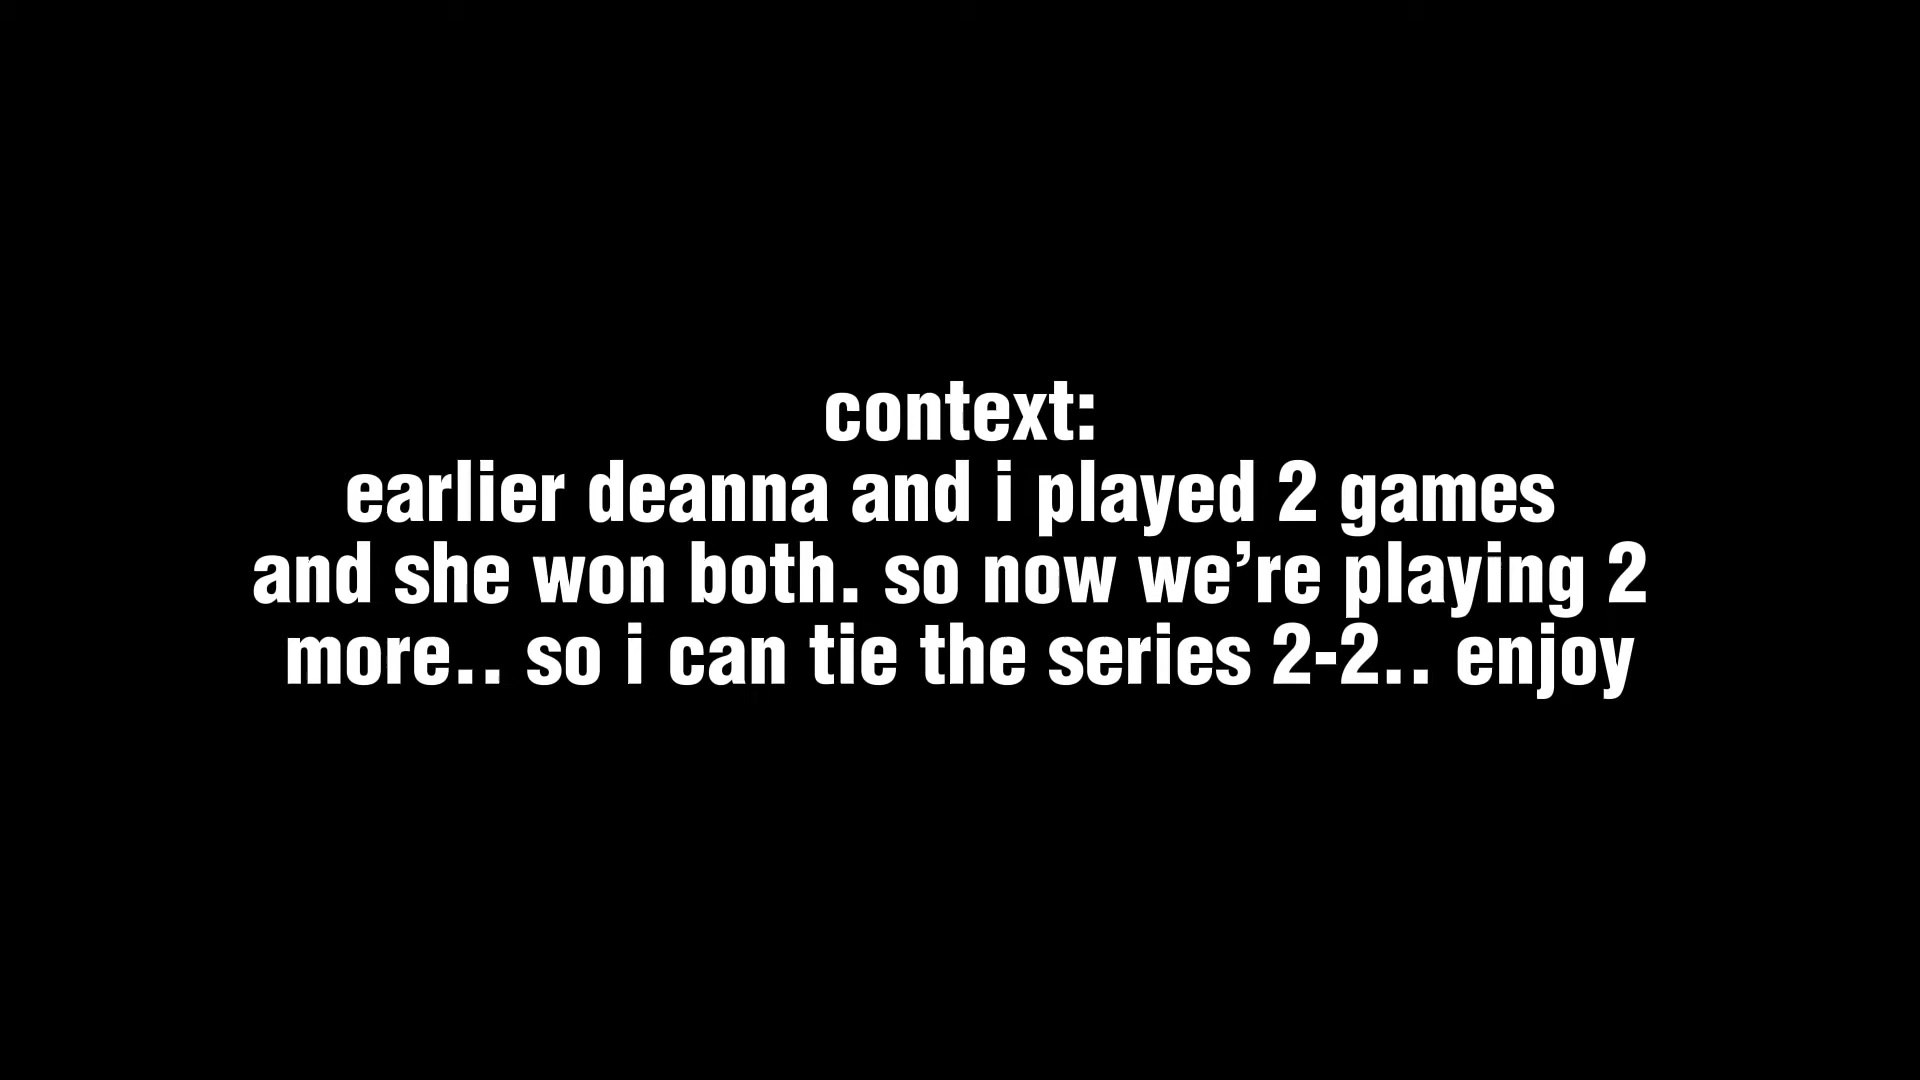 context:
earlier deanna and i played 2 games
and she won both. so now we’re playing 2
more.. so i can tie the series 2-2.. enjoy